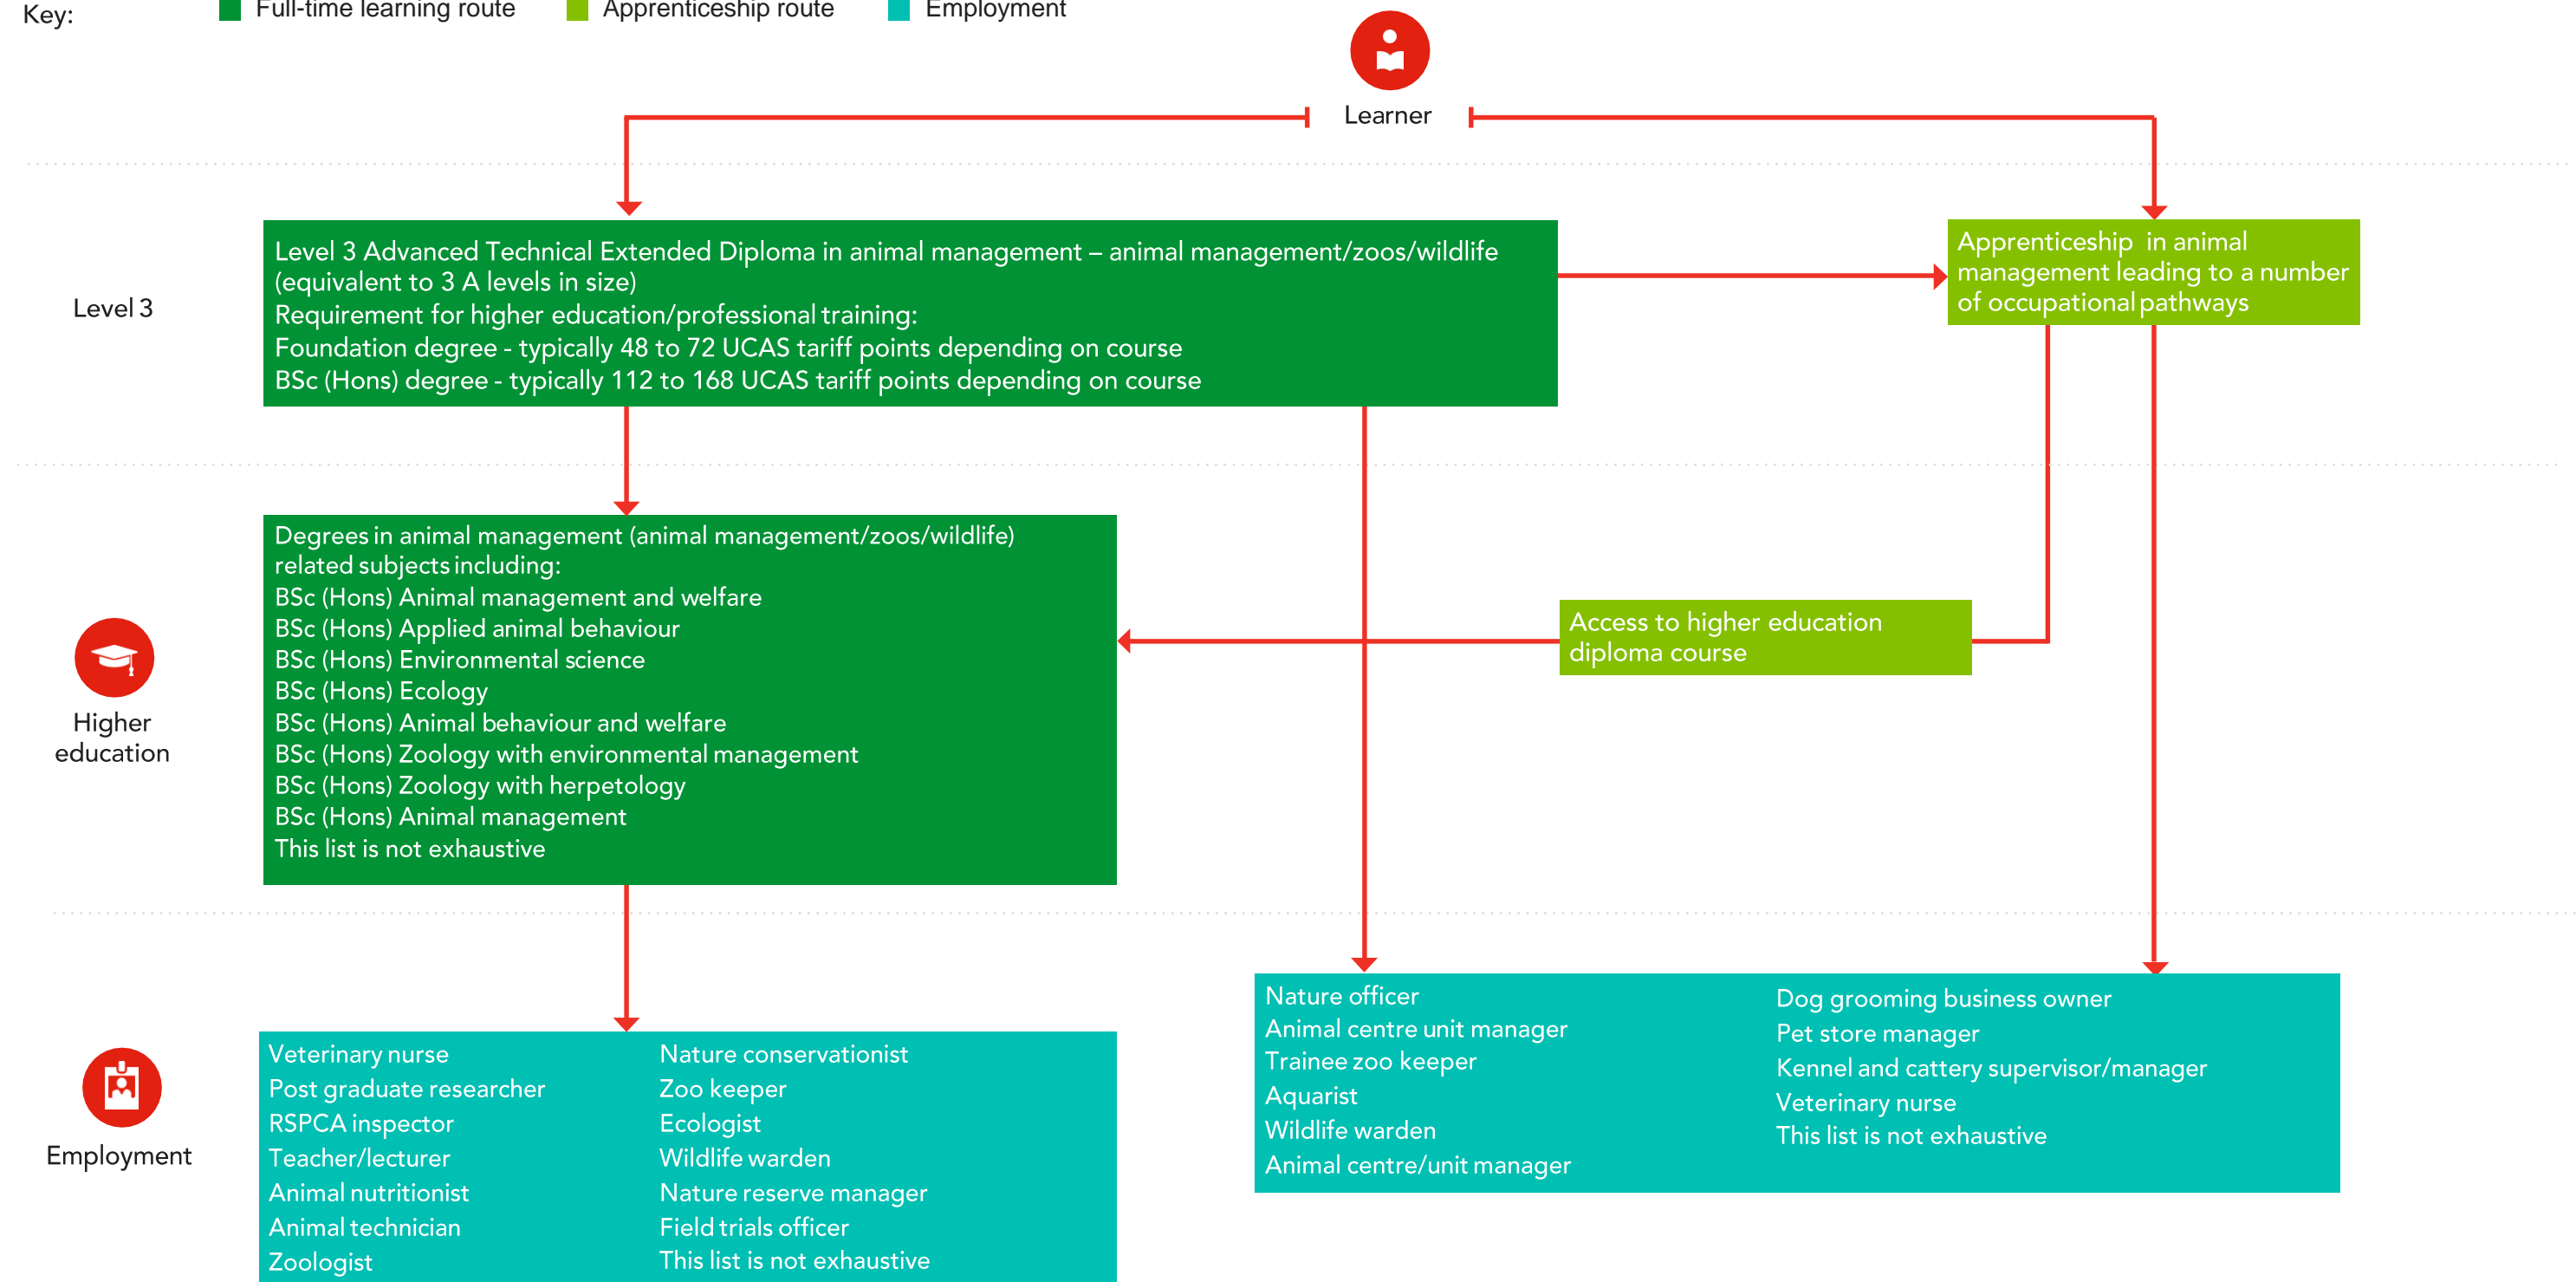 Key:
Full-time learning route
Apprenticeship route
Employment
Learner
Level 3
Level 3 Advanced Technical Extended Diploma in animal management – animal management/zoos/wildlife
(equivalent to 3 A levels in size)
Requirement for higher education/professional training:
Foundation degree - typically 48 to 72 UCAS tariff points depending on course
BSc (Hons) degree - typically 112 to 168 UCAS tariff points depending on course
Apprenticeship in animal
management leading to a number
of occupational pathways
Higher
education
Degrees in animal management (animal management/zoos/wildlife)
related subjects including:
BSc (Hons) Animal management and welfare
BSc (Hons) Applied animal behaviour
BSc (Hons) Environmental science
BSc (Hons) Ecology
BSc (Hons) Animal behaviour and welfare
BSc (Hons) Zoology with environmental management
BSc (Hons) Zoology with herpetology
BSc (Hons) Animal management
This list is not exhaustive
Access to higher education
diploma course
Employment
Veterinary nurse
Post graduate researcher
RSPCA inspector
Teacher/lecturer
Animal nutritionist
Animal technician
Zoologist
Nature conservationist
Zoo keeper
Ecologist
Wildlife warden
Nature reserve manager
Field trials officer
This list is not exhaustive
Nature officer
Animal centre unit manager
Trainee zoo keeper
Aquarist
Wildlife warden
Animal centre/unit manager
Dog grooming business owner
Pet store manager
Kennel and cattery supervisor/manager
Veterinary nurse
This list is not exhaustive